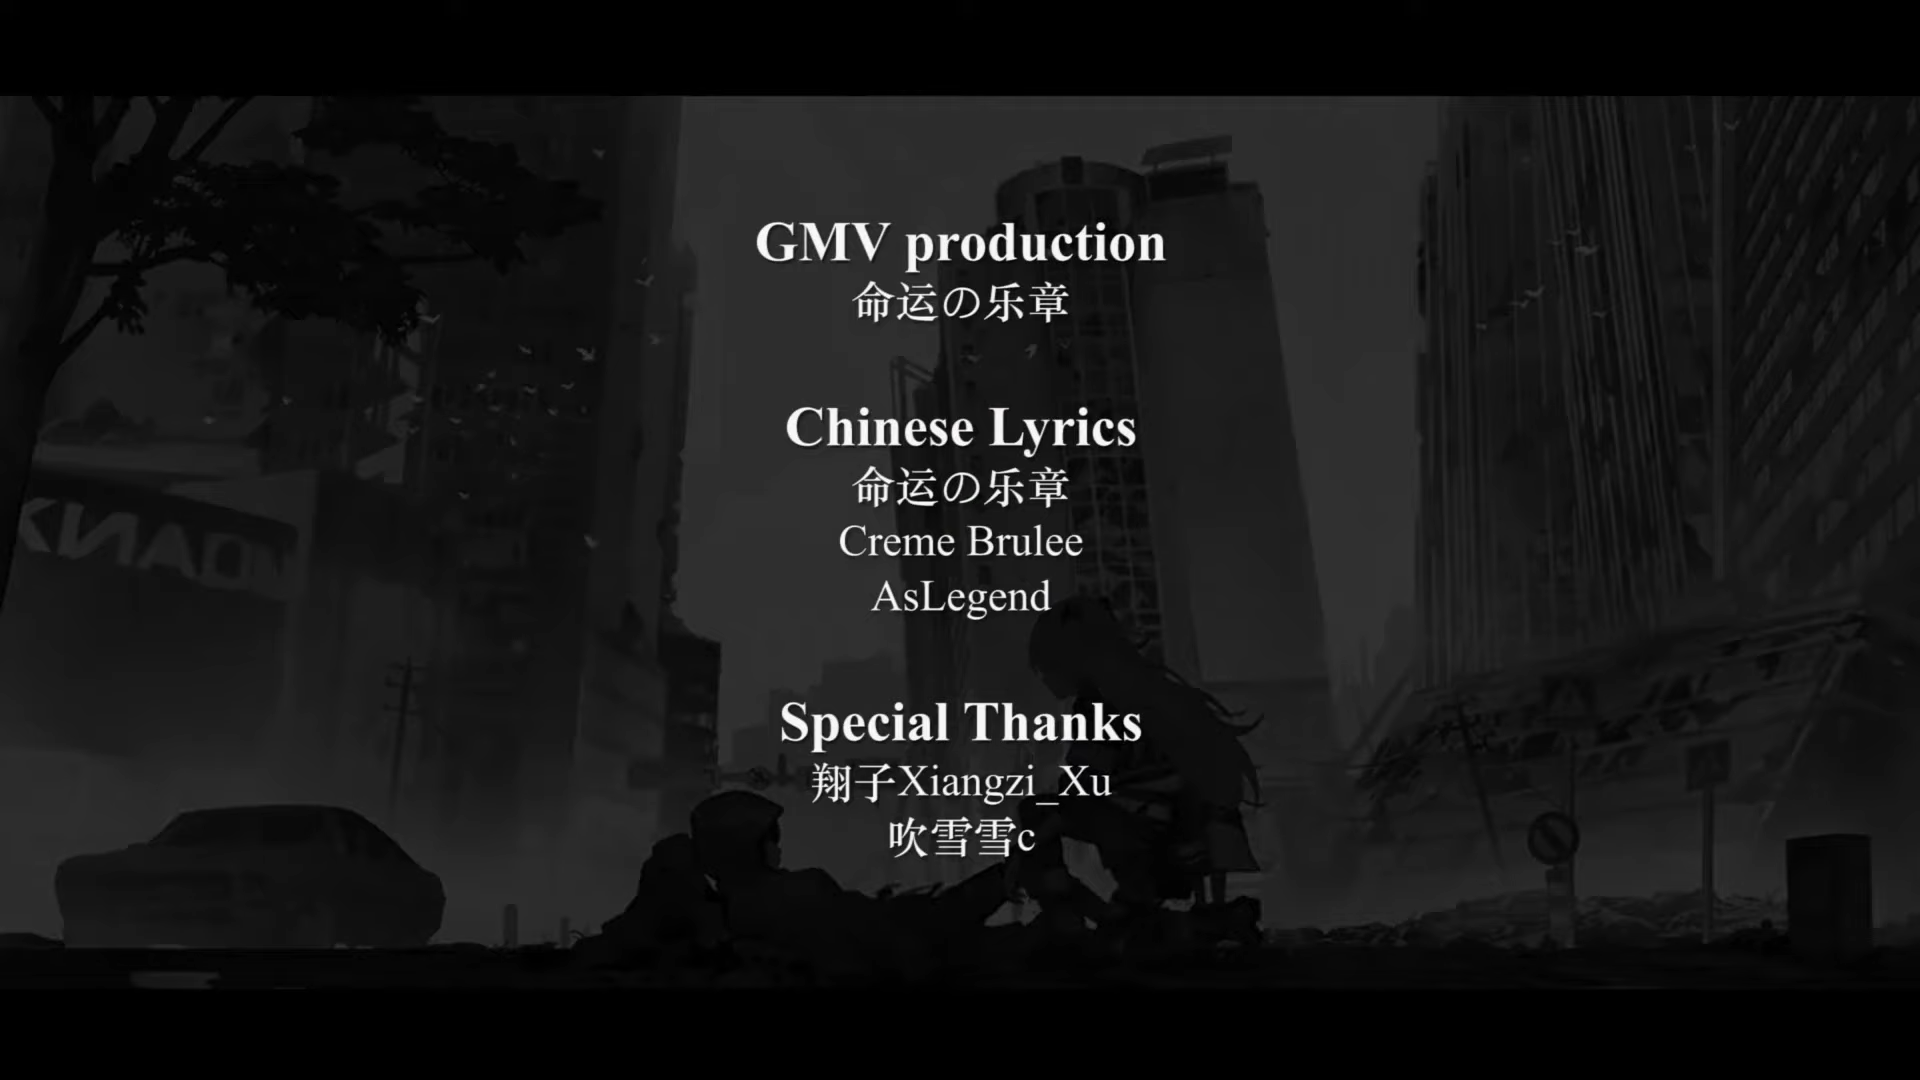 GMV production
命运の乐章
Chinese Lyrics
命运の乐章
Creme Brulee
AsLegend
Special Thanks
翔子Xiangzi_Xu
吹雪雪c